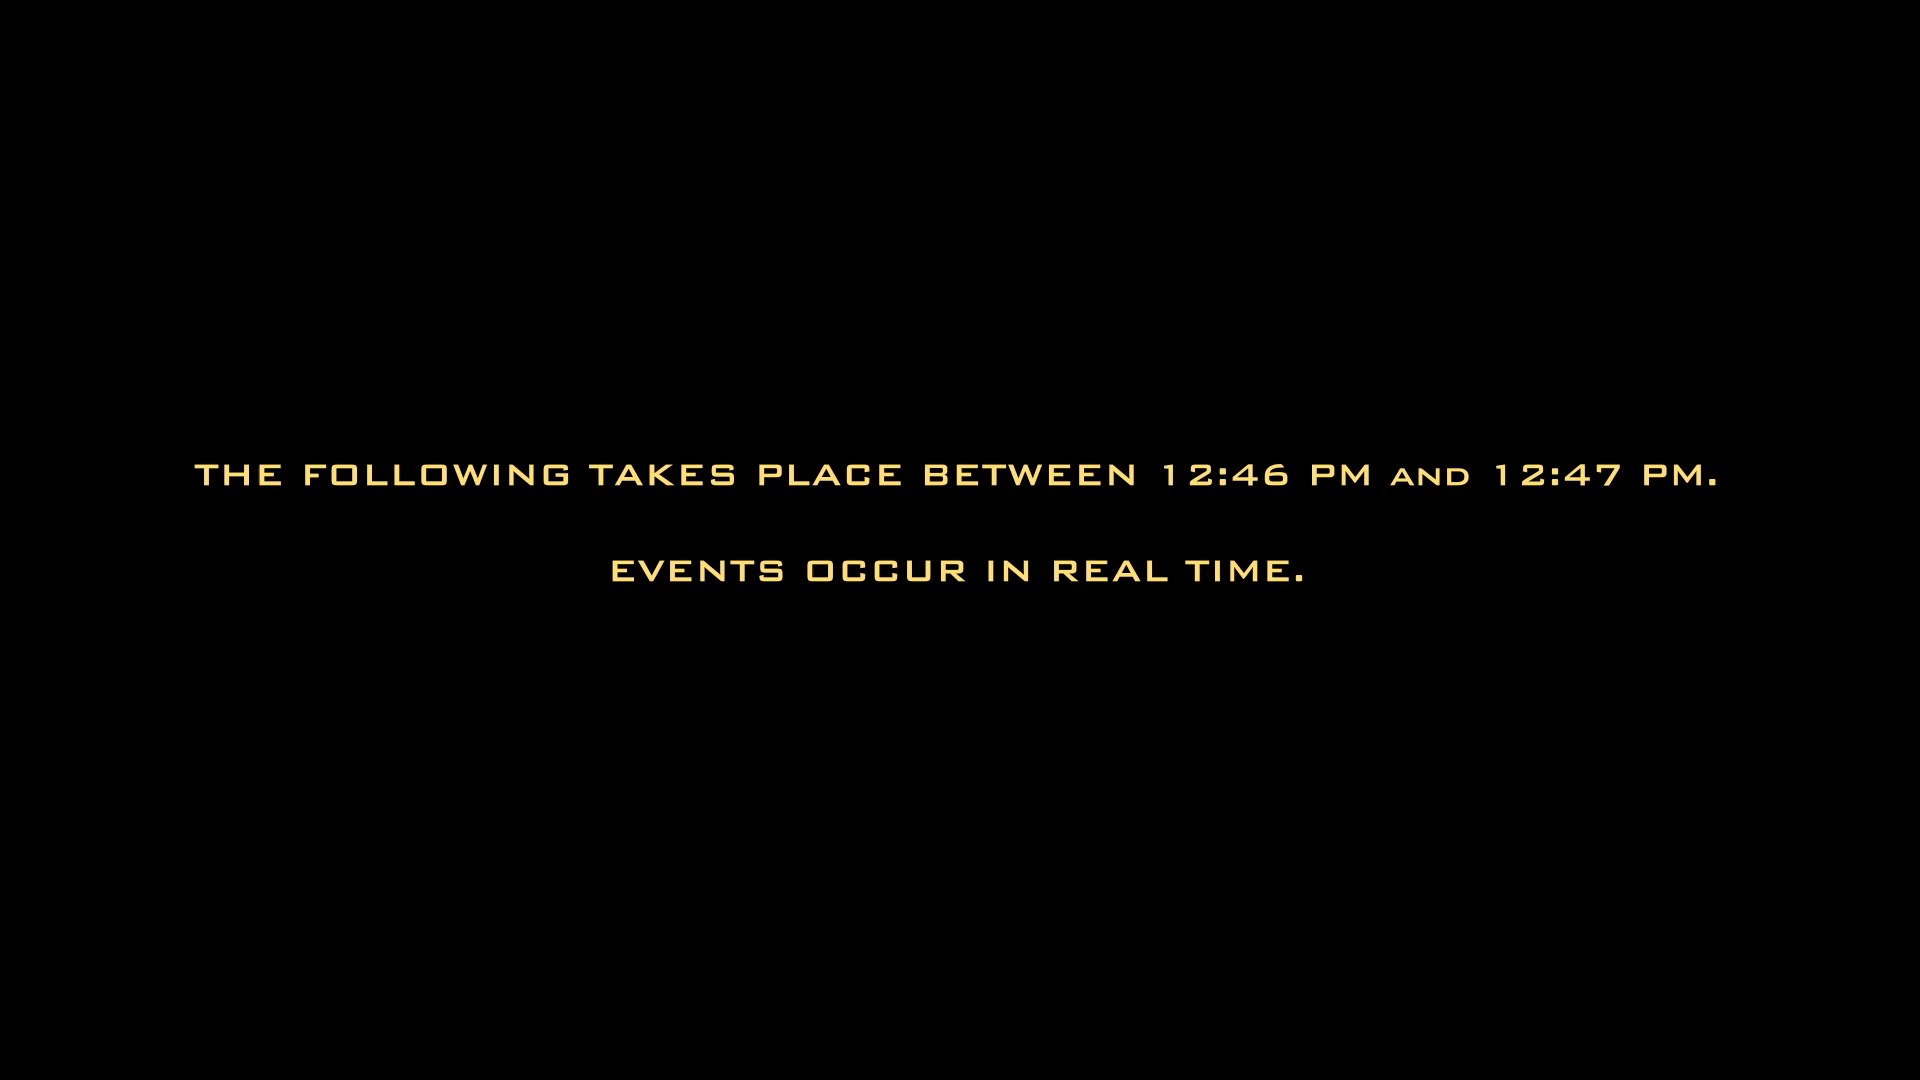 THE FOLLOWING TAKES PLACE BETWEEN 12:46 PM AND 12:47 PM.
EVENTS OCCUR IN REAL TIME.